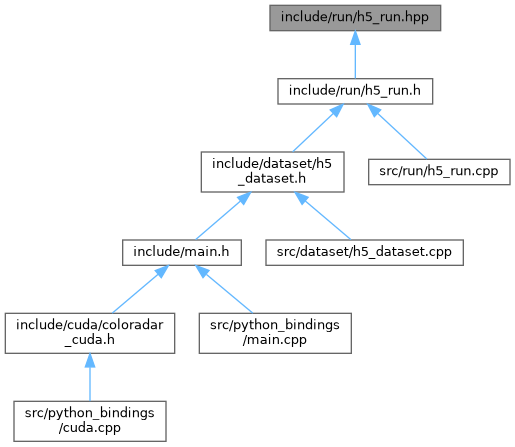 include/run/h5_run.hpp
include/run/h5_run.h
include/dataset/h5
_dataset.h
src/run/h5_run.cpp
include/main.h
src/dataset/h5_dataset.cpp
include/cuda/coloradar
_cuda.h
src/python_bindings
/main.cpp
src/python_bindings
/cuda.cpp